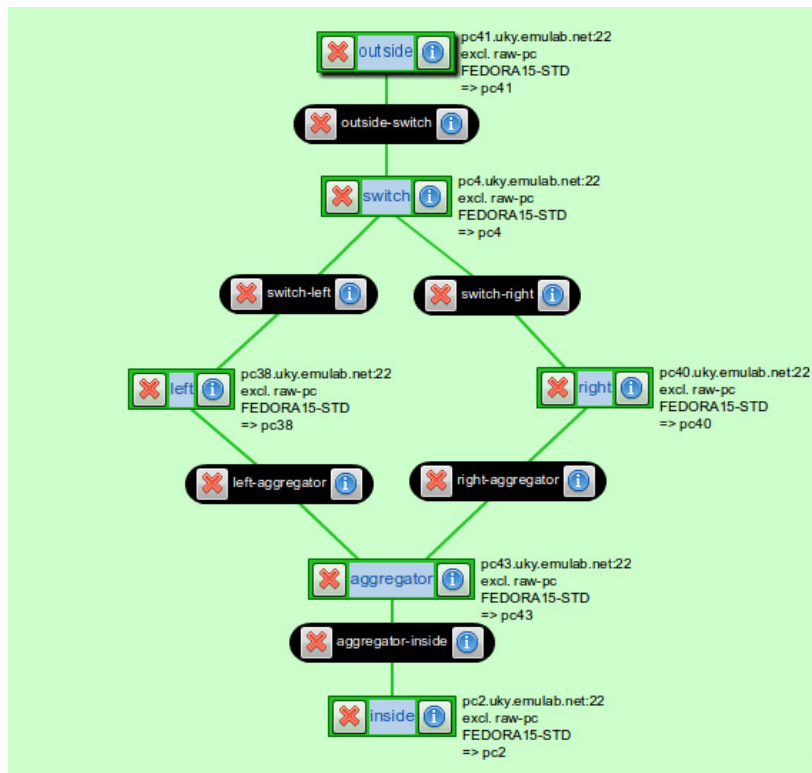 outside
pc41.uky.emulab.net:22
excl. raw-pc
FEDORA15-STD
=> pc41
outside-switch
switch
pc4.uky.emulab.net:22
excl. raw-pc
FEDORA15-STD
=> pc4
switch-left
switch-right
left
pc38.uky.emulab.net:22
excl. raw-pc
FEDORA15-STD
=> pc38
right
pc40.uky.emulab.net:22
excl. raw-pc
FEDORA15-STD
=> pc40
left-aggregator
right-aggregator
aggregator
pc43.uky.emulab.net:22
excl. raw-pc
FEDORA15-STD
=> pc43
aggregator-inside
inside
pc2.uky.emulab.net:22
excl. raw-pc
FEDORA15-STD
=> pc2